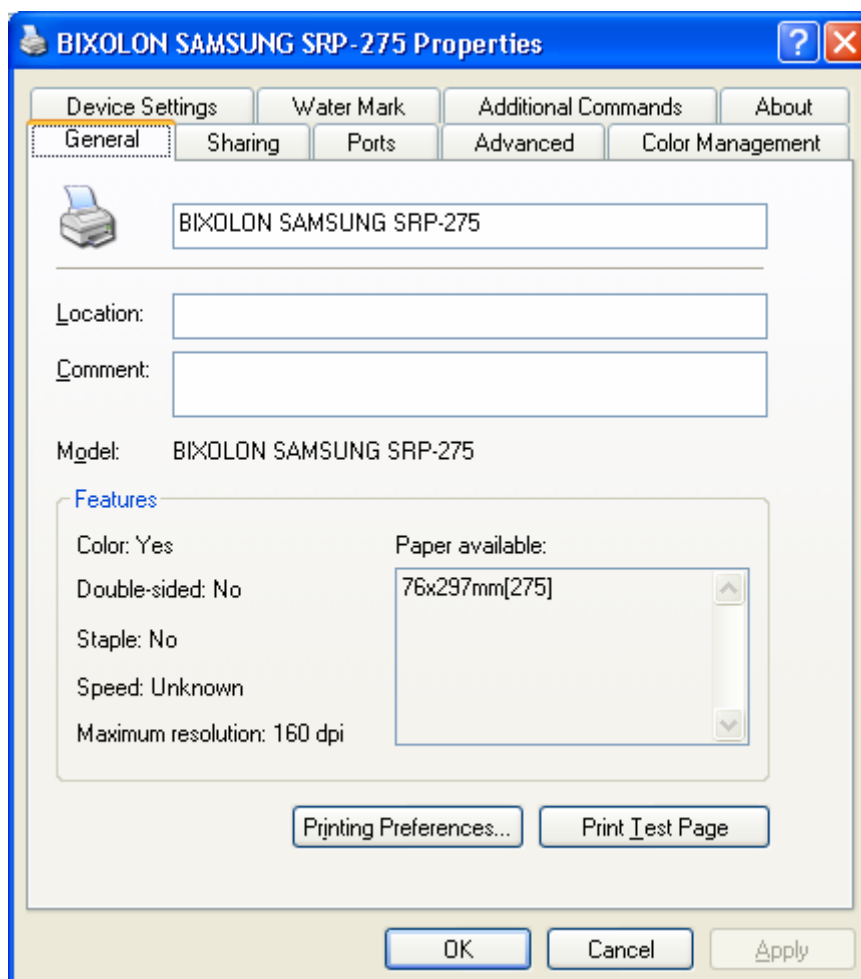 BIXOLON SAMSUNG SRP-275 Properties
?
Device Settings Water Mark Additional Commands About
General Sharing Ports Advanced Color Management
BIXOLON SAMSUNG SRP-275
Location:
Comment:
Model: BIXOLON SAMSUNG SRP-275
Features
Color: Yes Paper available:
Double-sided: No 76x297mm[275]
Staple: No
Speed: Unknown
Maximum resolution: 160 dpi
Printing Preferences... Print Test Page
OK Cancel Apply